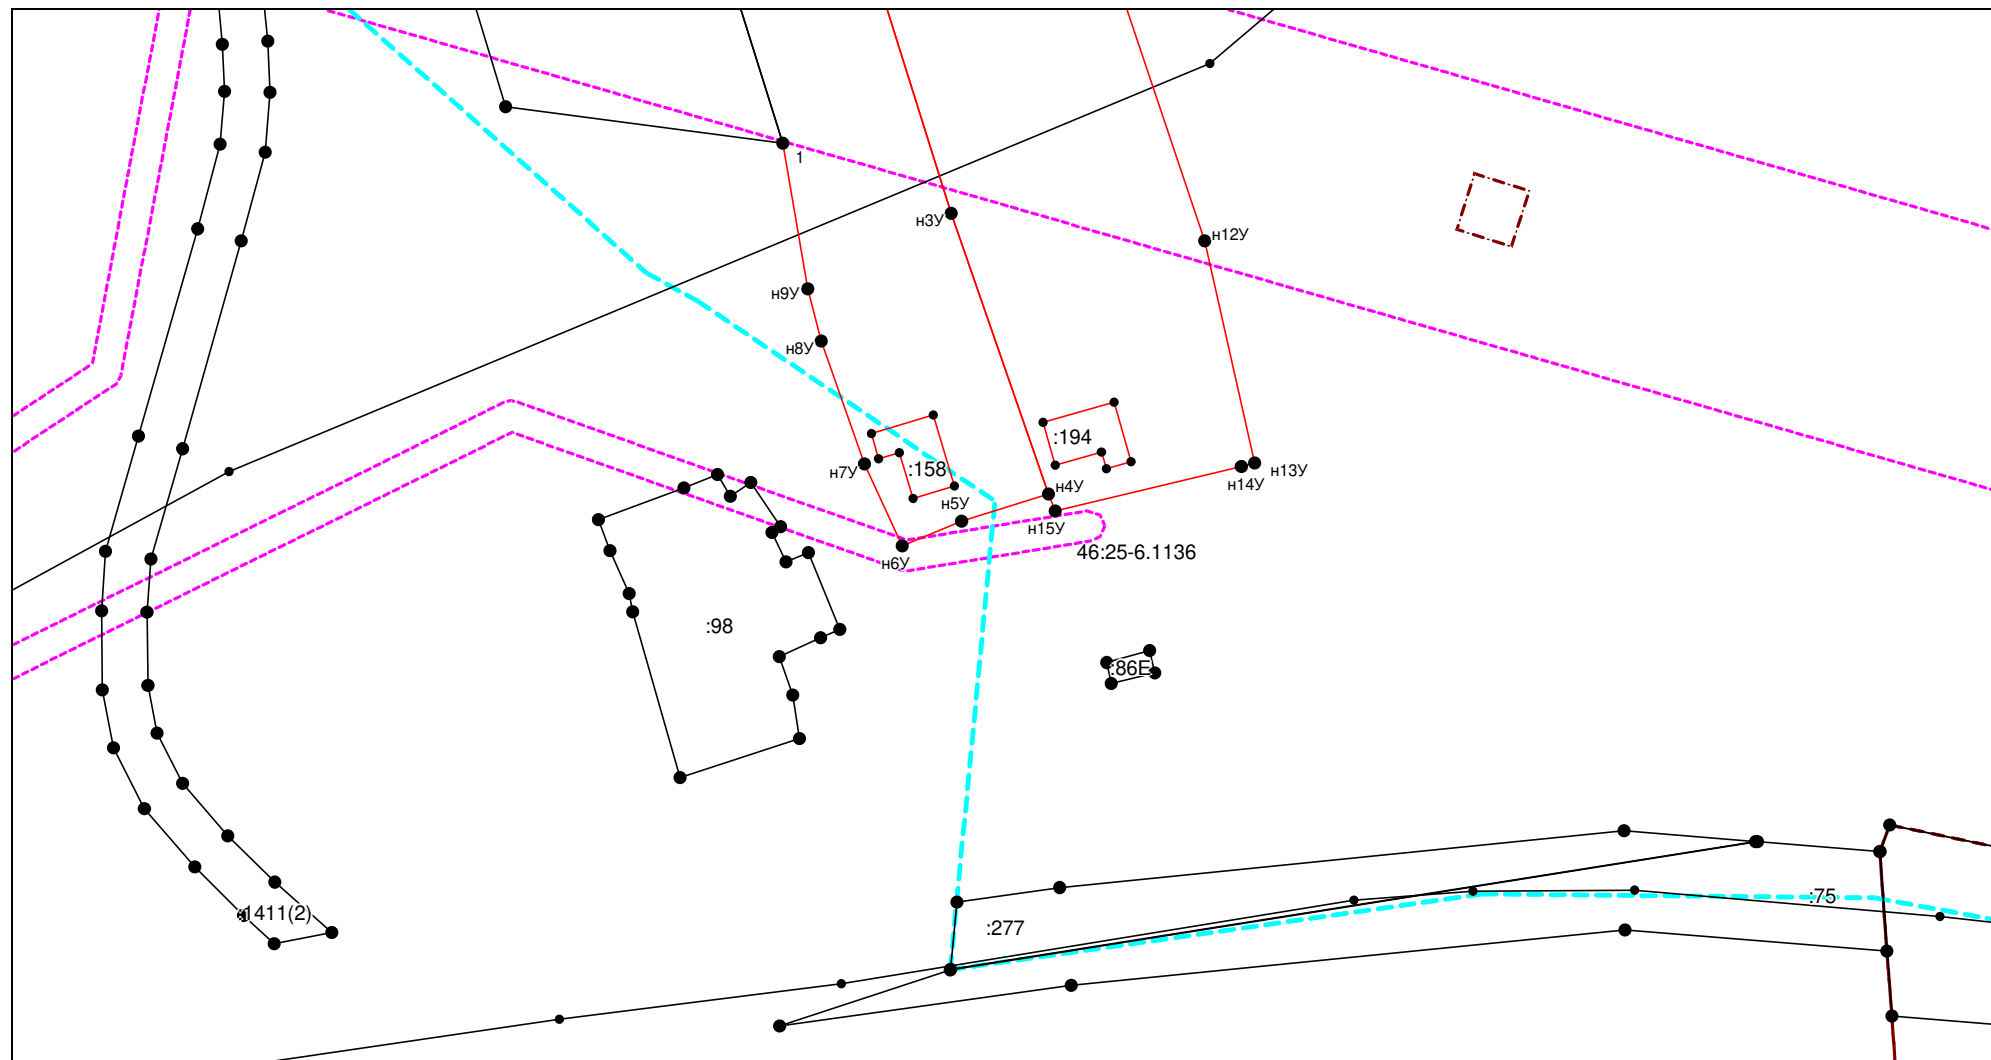 1
н3У
н12У
н9У
н8У
:194
:158
н7У
н13У
н14У
н4У
н5У
н15У
46:25-6.1136
н6У
:98
:86Е
:75
:1411(2)
:277